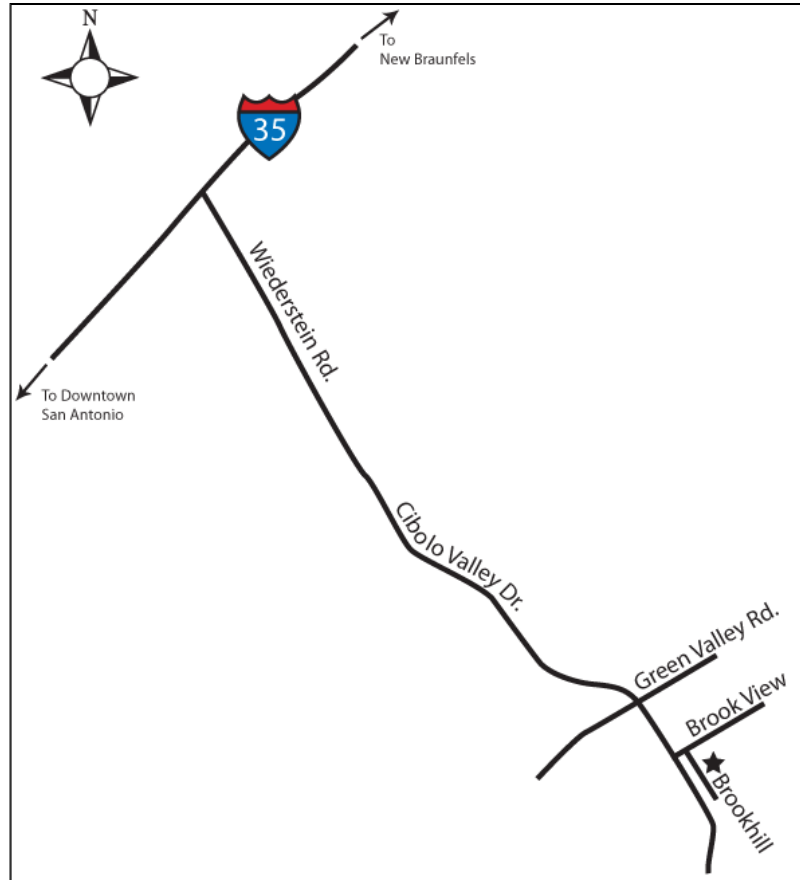 N
To
New Braunfels
35
Wiederstein Rd.
To Downtown
San Antonio
Cibolo Valley Dr.
Green Valley Rd.
Brook View
Brookhill